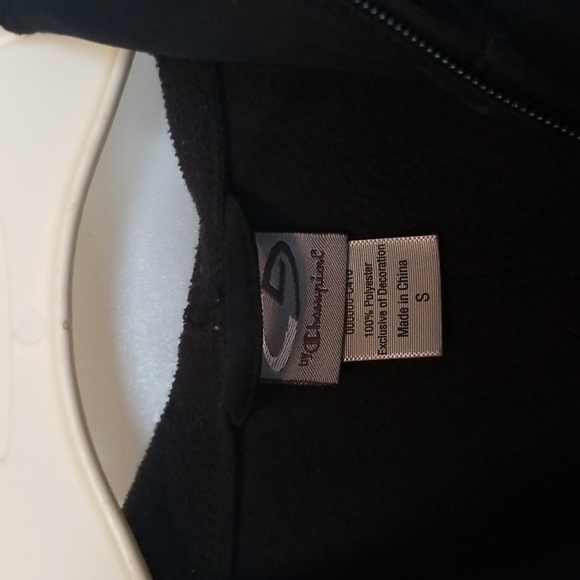 by Champion
100% Polyester
Exclusive of Decoration
Made in China
S